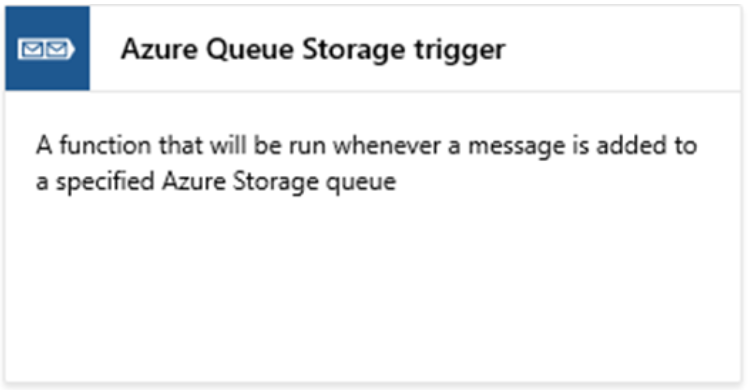 Azure Queue Storage trigger
A function that will be run whenever a message is added to
a specified Azure Storage queue